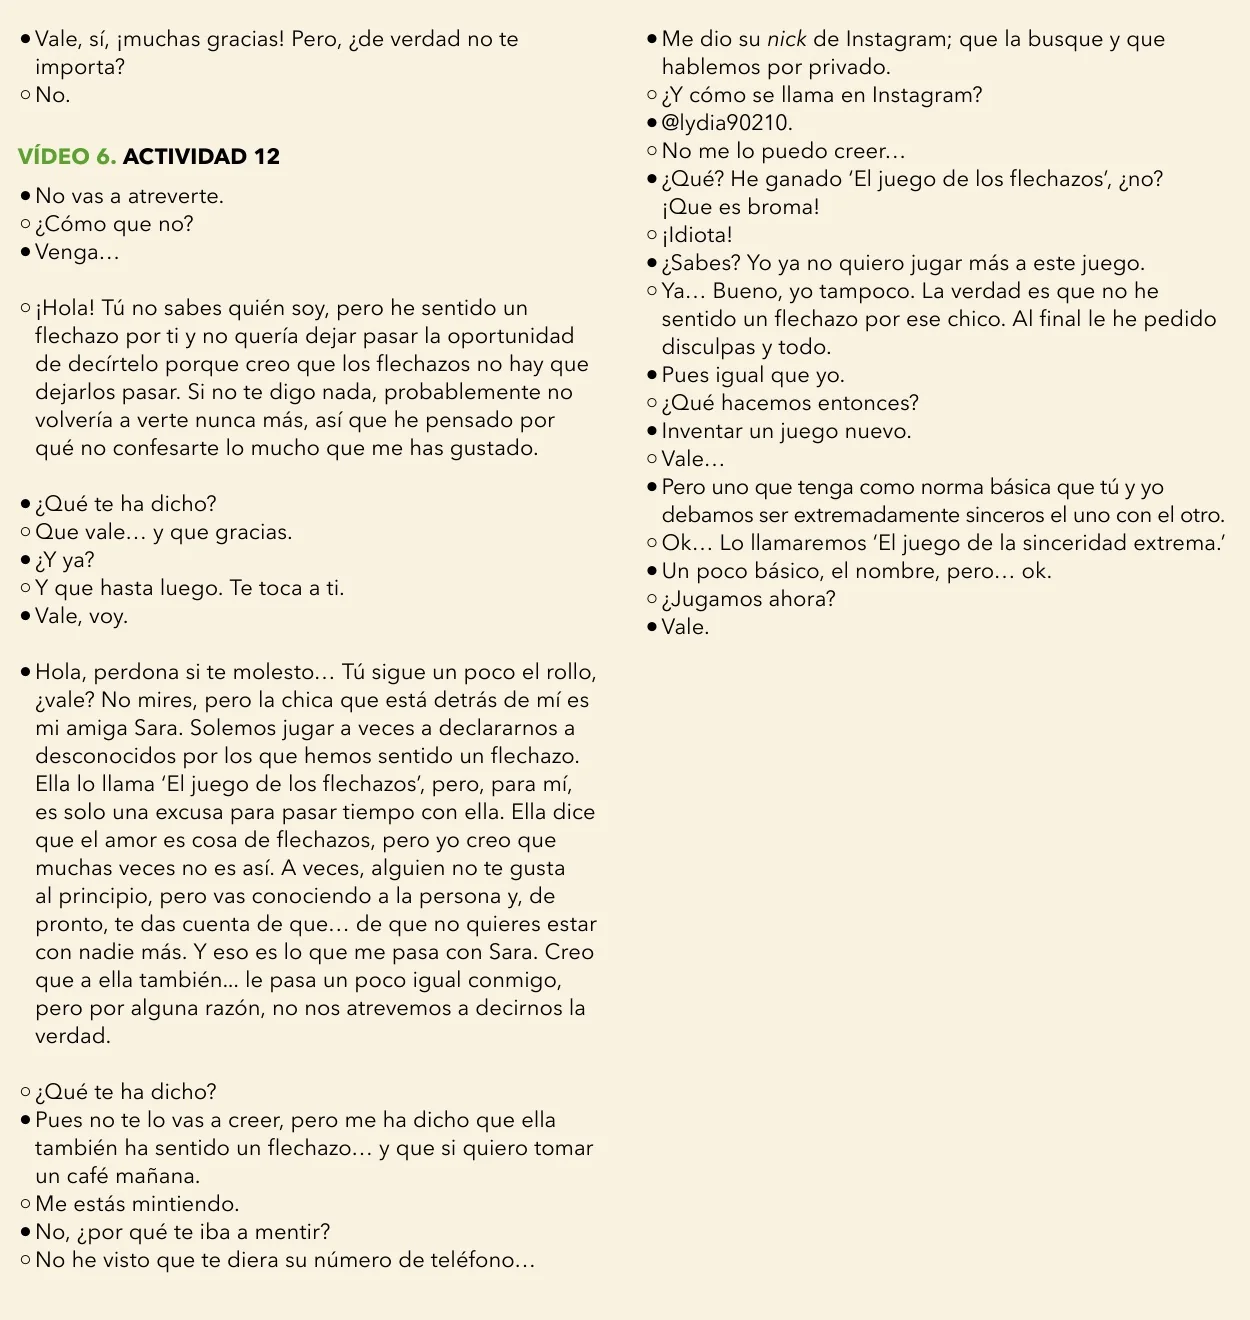 ● Vale, sí, ¡muchas gracias! Pero, ¿de verdad no te
importa?
○ No.
VÍDEO 6. ACTIVIDAD 12
● No vas a atreverte.
○ ¿Cómo que no?
● Venga…
○ ¡Hola! Tú no sabes quién soy, pero he sentido un
flechazo por ti y no quería dejar pasar la oportunidad
de decírtelo porque creo que los flechazos no hay que
dejarlos pasar. Si no te digo nada, probablemente no
volvería a verte nunca más, así que he pensado por
qué no confesarte lo mucho que me has gustado.
● ¿Qué te ha dicho?
○ Que vale… y que gracias.
● ¿Y ya?
○ Y que hasta luego. Te toca a ti.
● Vale, voy.
● Hola, perdona si te molesto… Tú sigue un poco el rollo,
¿vale? No mires, pero la chica que está detrás de mí es
mi amiga Sara. Solemos jugar a veces a declararnos a
desconocidos por los que hemos sentido un flechazo.
Ella lo llama ‘El juego de los flechazos’, pero, para mí,
es solo una excusa para pasar tiempo con ella. Ella dice
que el amor es cosa de flechazos, pero yo creo que
muchas veces no es así. A veces, alguien no te gusta
al principio, pero vas conociendo a la persona y, de
pronto, te das cuenta de que… de que no quieres estar
con nadie más. Y eso es lo que me pasa con Sara. Creo
que a ella también... le pasa un poco igual conmigo,
pero por alguna razón, no nos atrevemos a decirnos la
verdad.
○ ¿Qué te ha dicho?
● Pues no te lo vas a creer, pero me ha dicho que ella
también ha sentido un flechazo… y que si quiero tomar
un café mañana.
○ Me estás mintiendo.
● No, ¿por qué te iba a mentir?
○ No he visto que te diera su número de teléfono…
● Me dio su nick de Instagram; que la busque y que
hablemos por privado.
○ ¿Y cómo se llama en Instagram?
● @lydia90210.
○ No me lo puedo creer…
● ¿Qué? He ganado ‘El juego de los flechazos’, ¿no?
¡Que es broma!
○ ¡Idiota!
● ¿Sabes? Yo ya no quiero jugar más a este juego.
○ Ya… Bueno, yo tampoco. La verdad es que no he
sentido un flechazo por ese chico. Al final le he pedido
disculpas y todo.
● Pues igual que yo.
○ ¿Qué hacemos entonces?
● Inventar un juego nuevo.
○ Vale…
● Pero uno que tenga como norma básica que tú y yo
debamos ser extremadamente sinceros el uno con el otro.
○ Ok… Lo llamaremos ‘El juego de la sinceridad extrema.’
● Un poco básico, el nombre, pero… ok.
○ ¿Jugamos ahora?
● Vale.